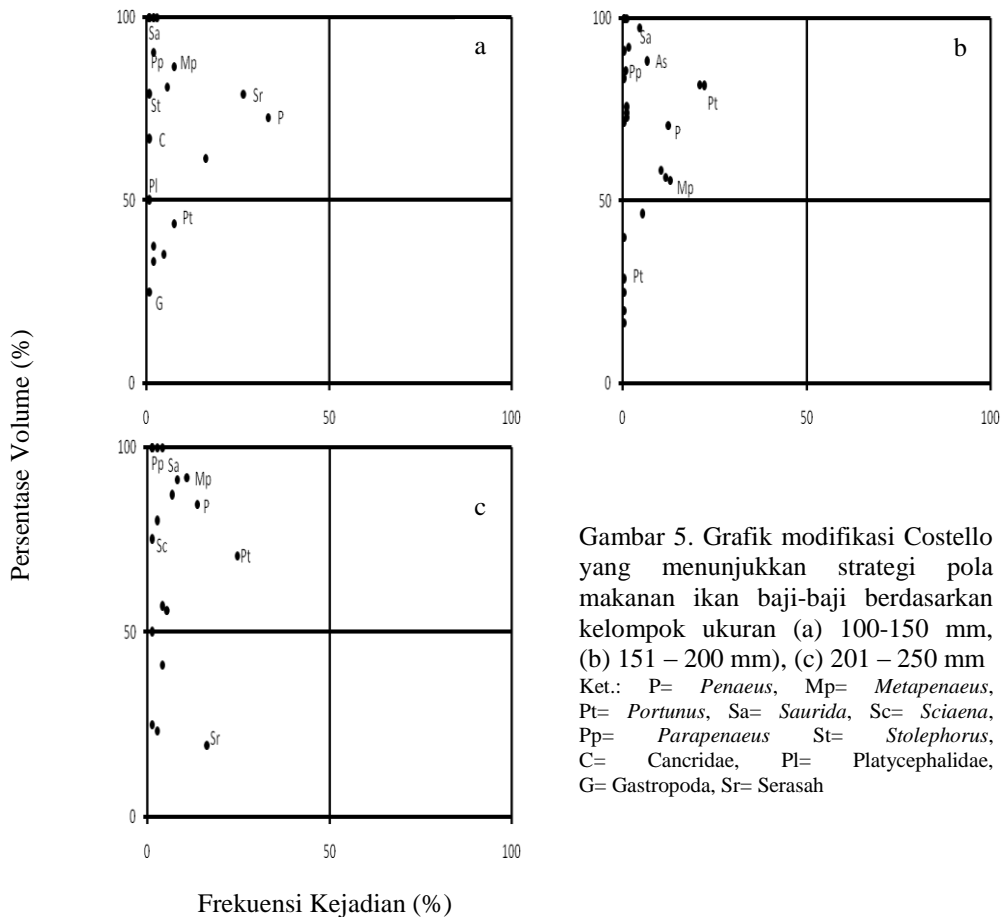 Persentase Volume (%)
100
50
0
0
50
100
a
Sa
Pp
Mp
St
Sr
P
C
Pl
Pt
G
100
50
0
0
50
100
b
Sa
As
Pp
Pt
P
Mp
Pt
100
50
0
0
50
100
c
Pp
Sa
Mp
P
Sc
Pt
Sr
Frekuensi Kejadian (%)
Gambar 5. Grafik modifikasi Costello
yang menunjukkan strategi pola
makanan ikan baji-baji berdasarkan
kelompok ukuran (a) 100-150 mm,
(b) 151 – 200 mm), (c) 201 – 250 mm
Ket.: P= Penaeus, Mp= Metapenaeus,
Pt= Portunus, Sa= Saurida, Sc= Sciaena,
Pp= Parapenaeus St= Stolephorus,
C= Cancridae, Pl= Platycephalidae,
G= Gastropoda, Sr= Serasah